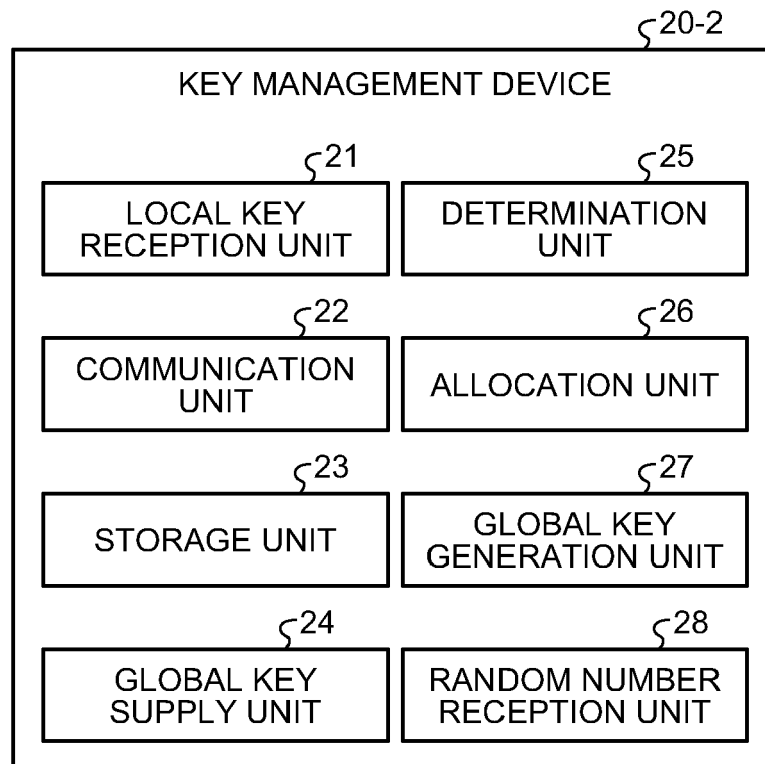 20-2
KEY MANAGEMENT DEVICE
21
LOCAL KEY
RECEPTION UNIT
25
DETERMINATION
UNIT
22
COMMUNICATION
UNIT
26
ALLOCATION UNIT
23
STORAGE UNIT
27
GLOBAL KEY
GENERATION UNIT
24
GLOBAL KEY
SUPPLY UNIT
28
RANDOM NUMBER
RECEPTION UNIT